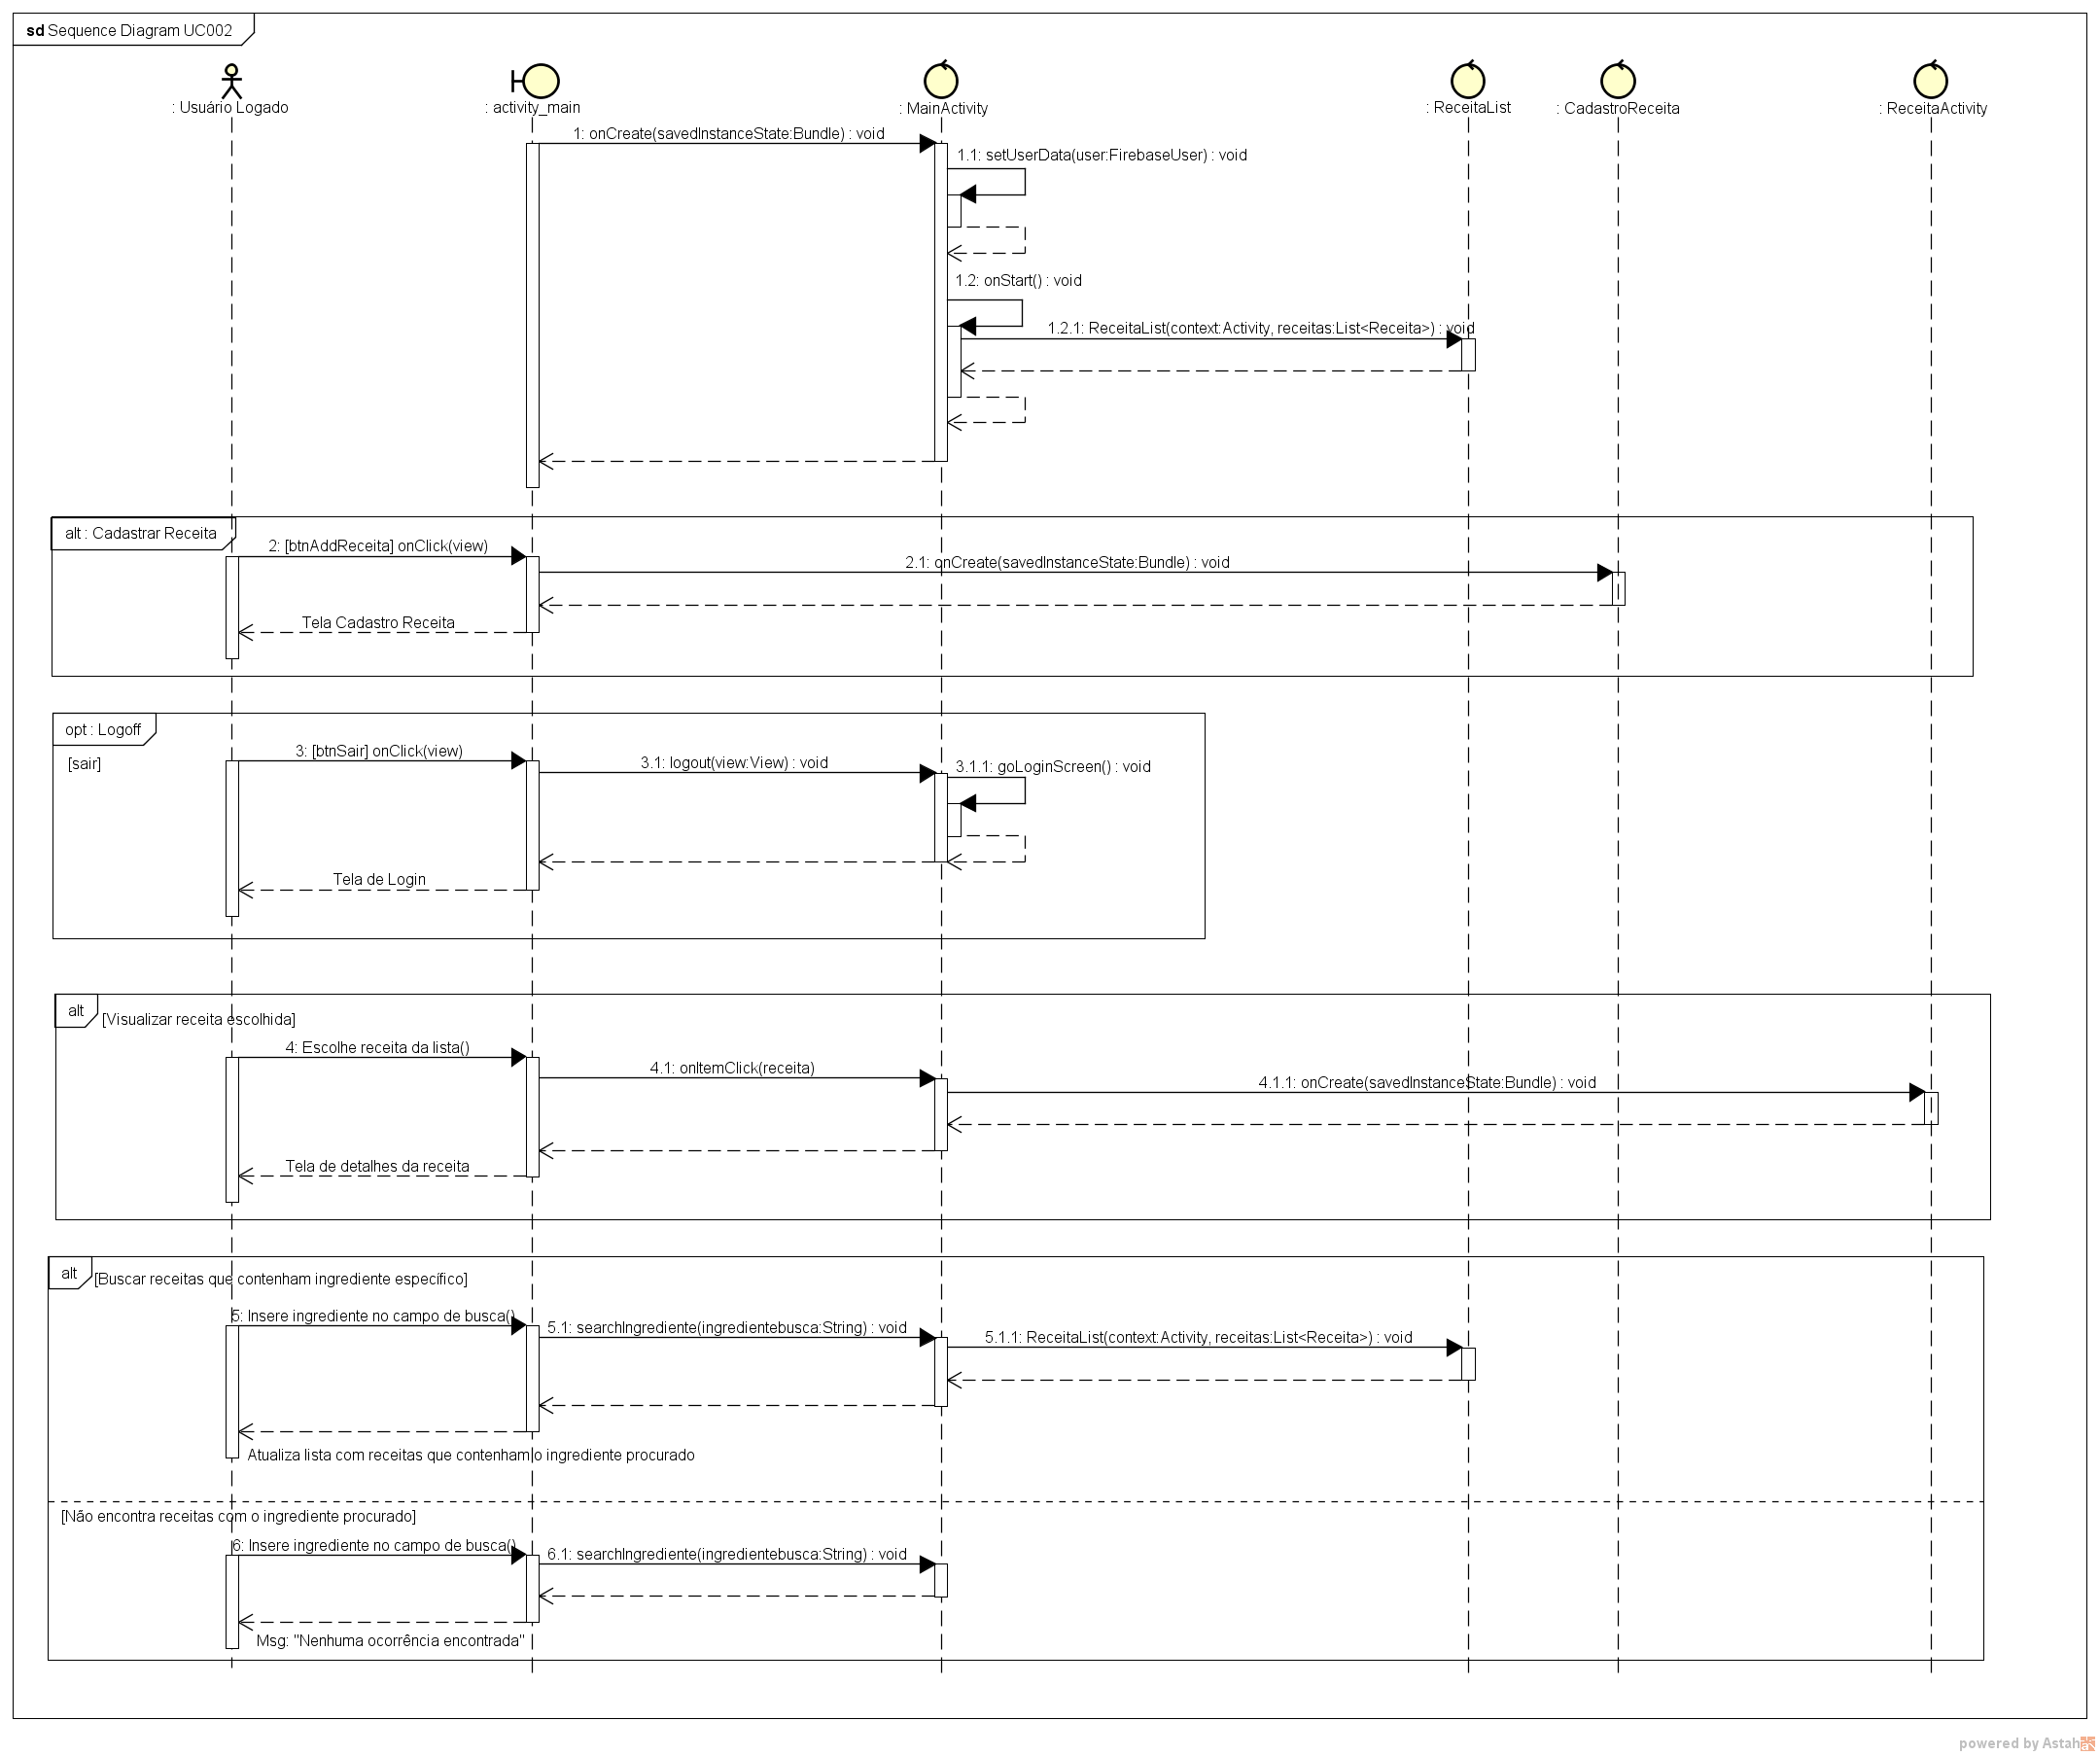 sd Sequence Diagram UC002
: Usuário Logado
: activity_main
: MainActivity
: ReceitaList
: CadastroReceita
: ReceitaActivity
1: onCreate(savedInstanceState:Bundle) : void
1.1: setUserData(user:FirebaseUser) : void
1.2: onStart() : void
1.2.1: ReceitaList(context:Activity, receitas:List<Receita>) : void
alt : Cadastrar Receita
2: [btnAddReceita] onClick(view)
2.1: onCreate(savedInstanceState:Bundle) : void
Tela Cadastro Receita
opt : Logoff
[sair]
3: [btnSair] onClick(view)
3.1: logout(view:View) : void
3.1.1: goLoginScreen() : void
Tela de Login
alt
[Visualizar receita escolhida]
4: Escolhe receita da lista()
4.1: onItemClick(receita)
4.1.1: onCreate(savedInstanceState:Bundle) : void
Tela de detalhes da receita
alt
[Buscar receitas que contenham ingrediente específico]
5: Insere ingrediente no campo de busca()
5.1: searchIngrediente(ingredientebusca:String) : void
5.1.1: ReceitaList(context:Activity, receitas:List<Receita>) : void
Atualiza lista com receitas que contenham o ingrediente procurado
[Não encontra receitas com o ingrediente procurado]
6: Insere ingrediente no campo de busca()
6.1: searchIngrediente(ingredientebusca:String) : void
Msg: "Nenhuma ocorrência encontrada"
powered by Astah